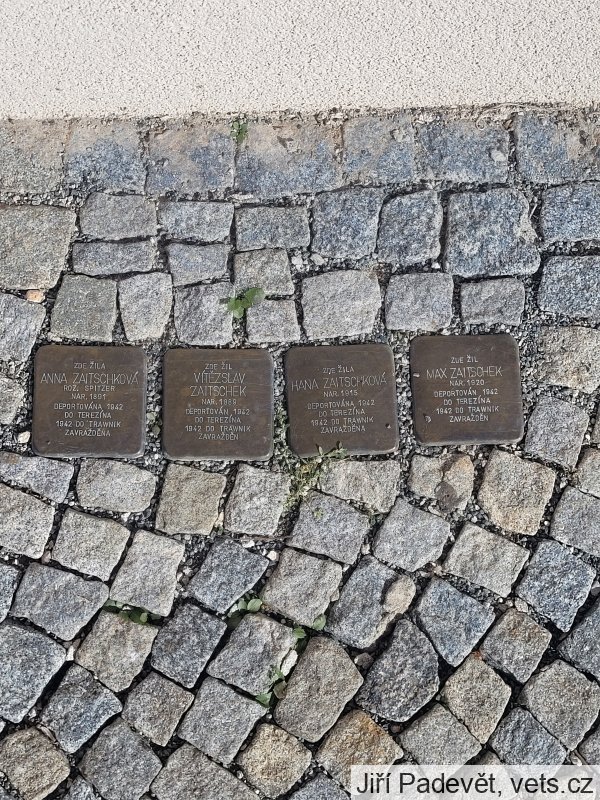 ZDE ŽILA
ANNA ZAITSCHKOVÁ
ROZ. SPITZER
NAR. 1891
DEPORTOVÁNA 1942
DO TEREZÍNA
1942 DO TRAWNIK
ZAVRAŽDĚNA
ZDE ŽIL
VÍTĚZSLAV
ZAITSCHEK
NAR. 1889
DEPORTOVÁN 1942
DO TEREZÍNA
1942 DO TRAWNIK
ZAVRAŽDĚN
ZDE ŽILA
HANA ZAITSCHKOVÁ
NAR. 1915
DEPORTOVÁNA 1942
DO TEREZÍNA
1942 DO TRAWNIK
ZAVRAŽDĚNA
ZDE ŽIL
MAX ZAITSCHEK
NAR. 1920
DEPORTOVÁN 1942
DO TEREZÍNA
1942 DO TRAWNIK
ZAVRAŽDĚN
Jiří Padevět, vets.cz